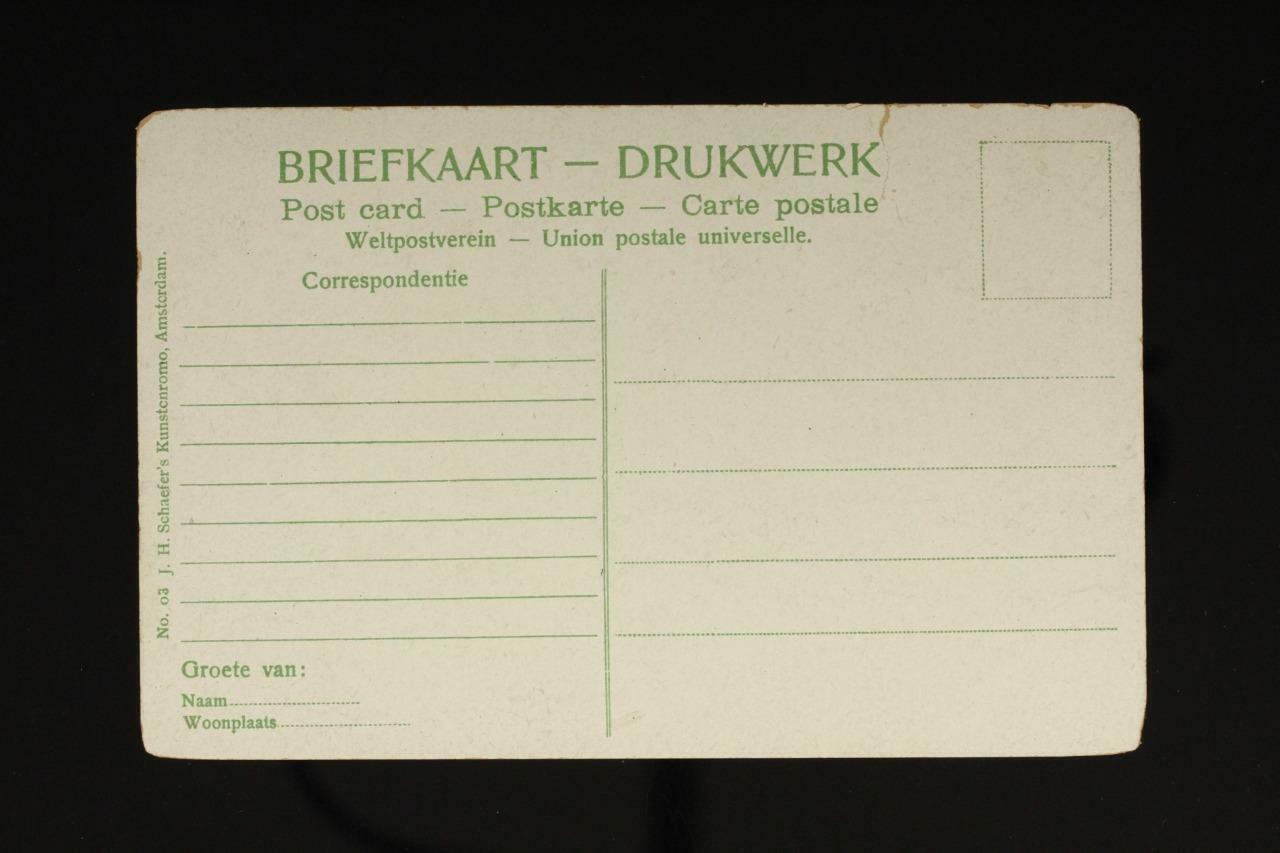 BRIEFKAART — DRUKWERK
Post card — Postkarte — Carte postale
Weltpostverein — Union postale universelle.
Correspondentie
Groete van:
Naam
Woonplaats
No. 03 J. H. Schaefer's Kunstchromo, Amsterdam.